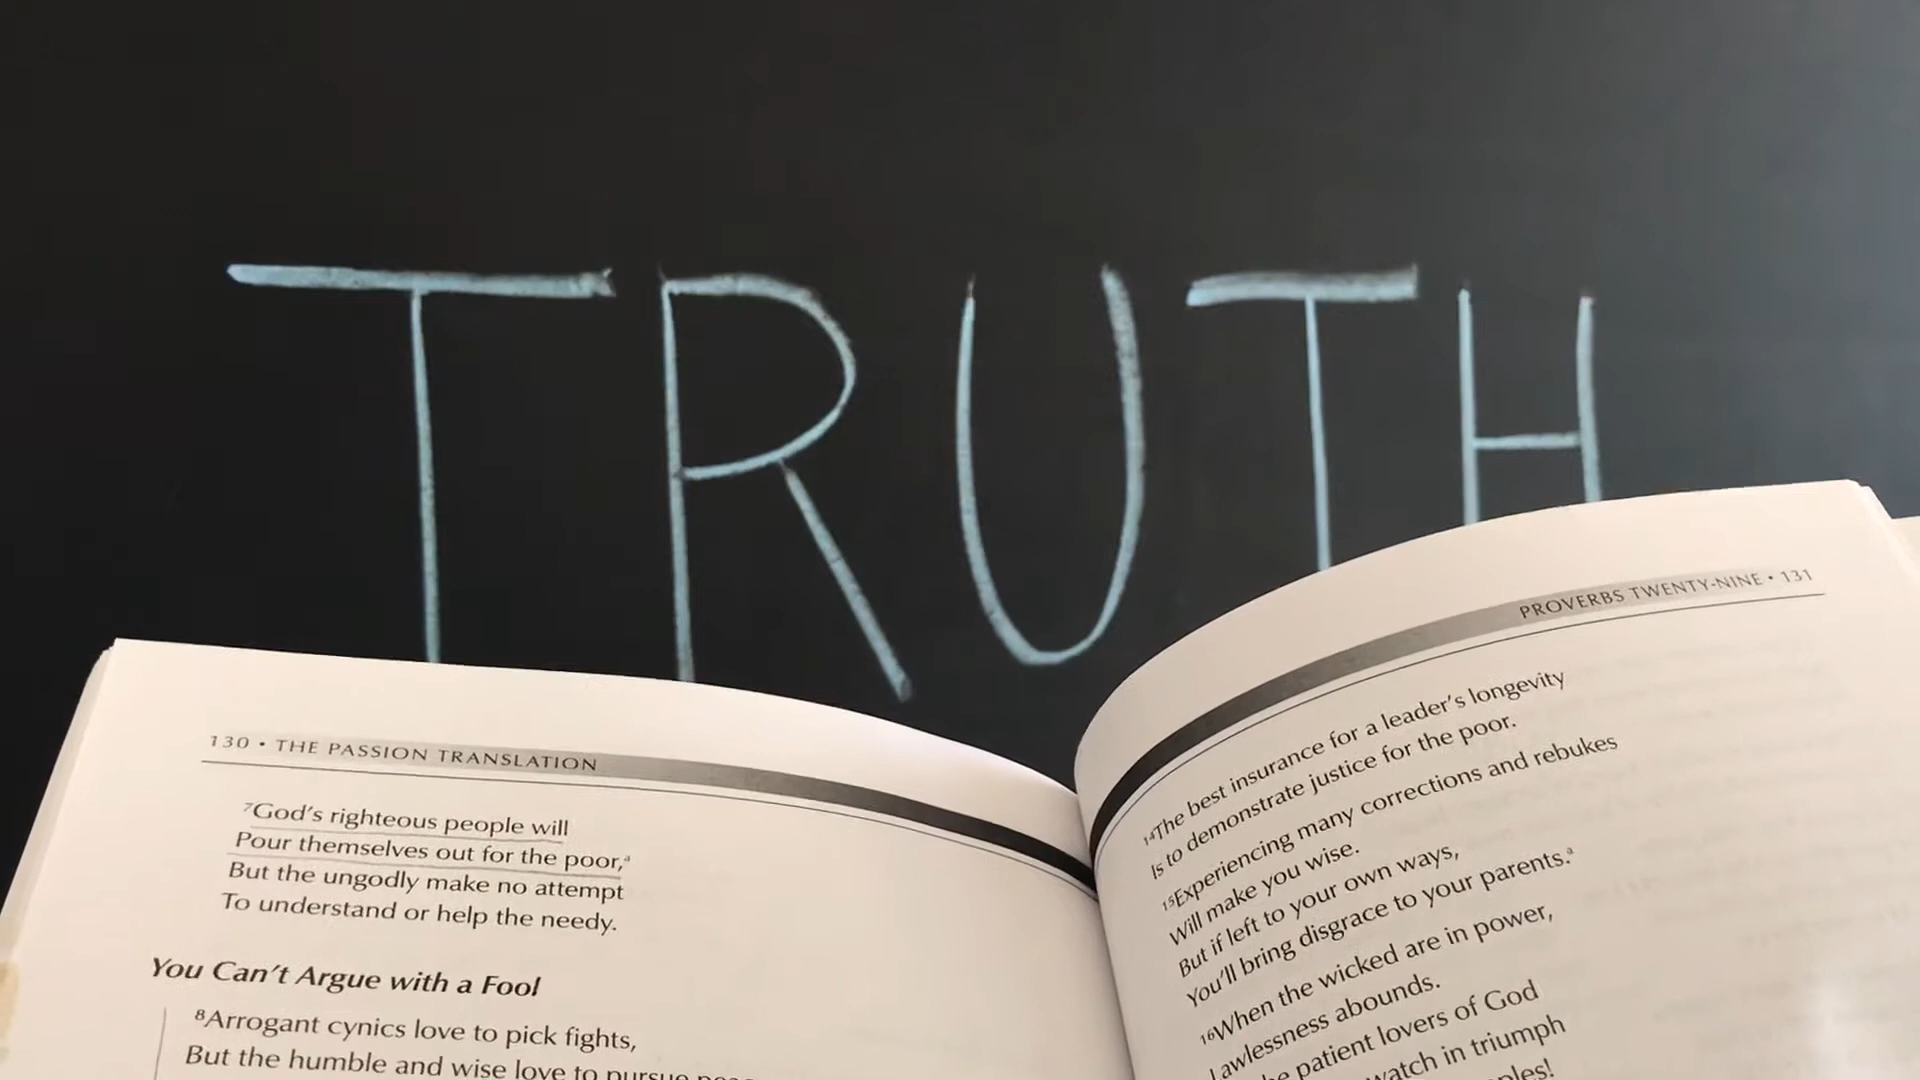 TRUTH
130 • THE PASSION TRANSLATION
7God's righteous people will
Pour themselves out for the poor,a
But the ungodly make no attempt
To understand or help the needy.
You Can't Argue with a Fool
8Arrogant cynics love to pick fights,
But the humble and wise love to pursue
PROVERBS TWENTY-NINE • 131
14The best insurance for a leader's longevity
Is to demonstrate justice for the poor.
15Experiencing many corrections and rebukes
Will make you wise.
But if left to your own ways,
You'll bring disgrace to your parents.a
16When the wicked are in power,
Lawlessness abounds.
patient lovers of God
watch in triumph